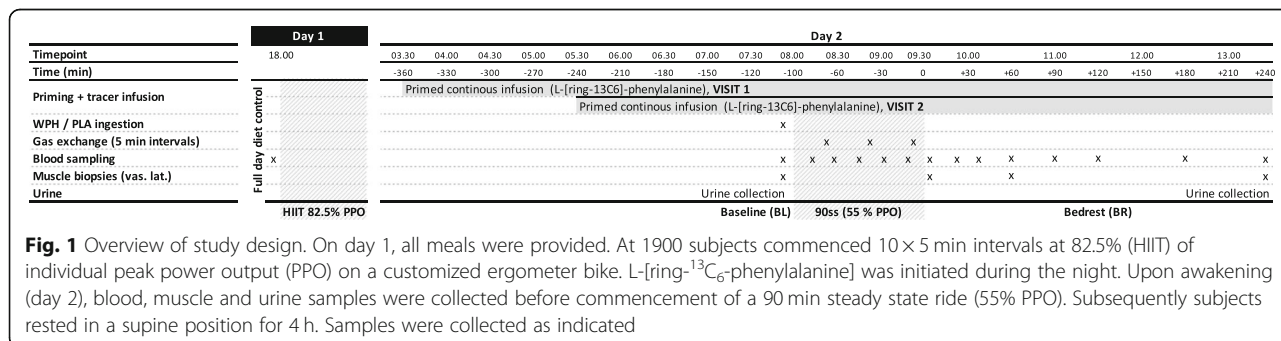 Day 1 Day 2
Timepoint 18.00 03.30 04.00 04.30 05.00 05.30 06.00 06.30 07.00 07.30 08.00 08.30 09.00 09.30 10.00 11.00 12.00 13.00
Time (min) -360 -330 -300 -270 -240 -210 -180 -150 -120 -100 -60 -30 0 +30 +60 +90 +120 +150 +180 +210 +240
Full day diet control
Priming + tracer infusion Primed continous infusion (L-[ring-13C6]-phenylalanine), VISIT 1
Primed continous infusion (L-[ring-13C6]-phenylalanine), VISIT 2
WPH / PLA ingestion x
Gas exchange (5 min intervals) x x x
Blood sampling x x x x x x x x x x x x x x x
Muscle biopsies (vas. lat.) x x x x
Urine Urine collection Urine collection
HIIT 82.5% PPO Baseline (BL) 90ss (55 % PPO) Bedrest (BR)
Fig. 1 Overview of study design. On day 1, all meals were provided. At 1900 subjects commenced 10 × 5 min intervals at 82.5% (HIIT) of
individual peak power output (PPO) on a customized ergometer bike. L-[ring-¹³C₆-phenylalanine] was initiated during the night. Upon awakening
(day 2), blood, muscle and urine samples were collected before commencement of a 90 min steady state ride (55% PPO). Subsequently subjects
rested in a supine position for 4 h. Samples were collected as indicated